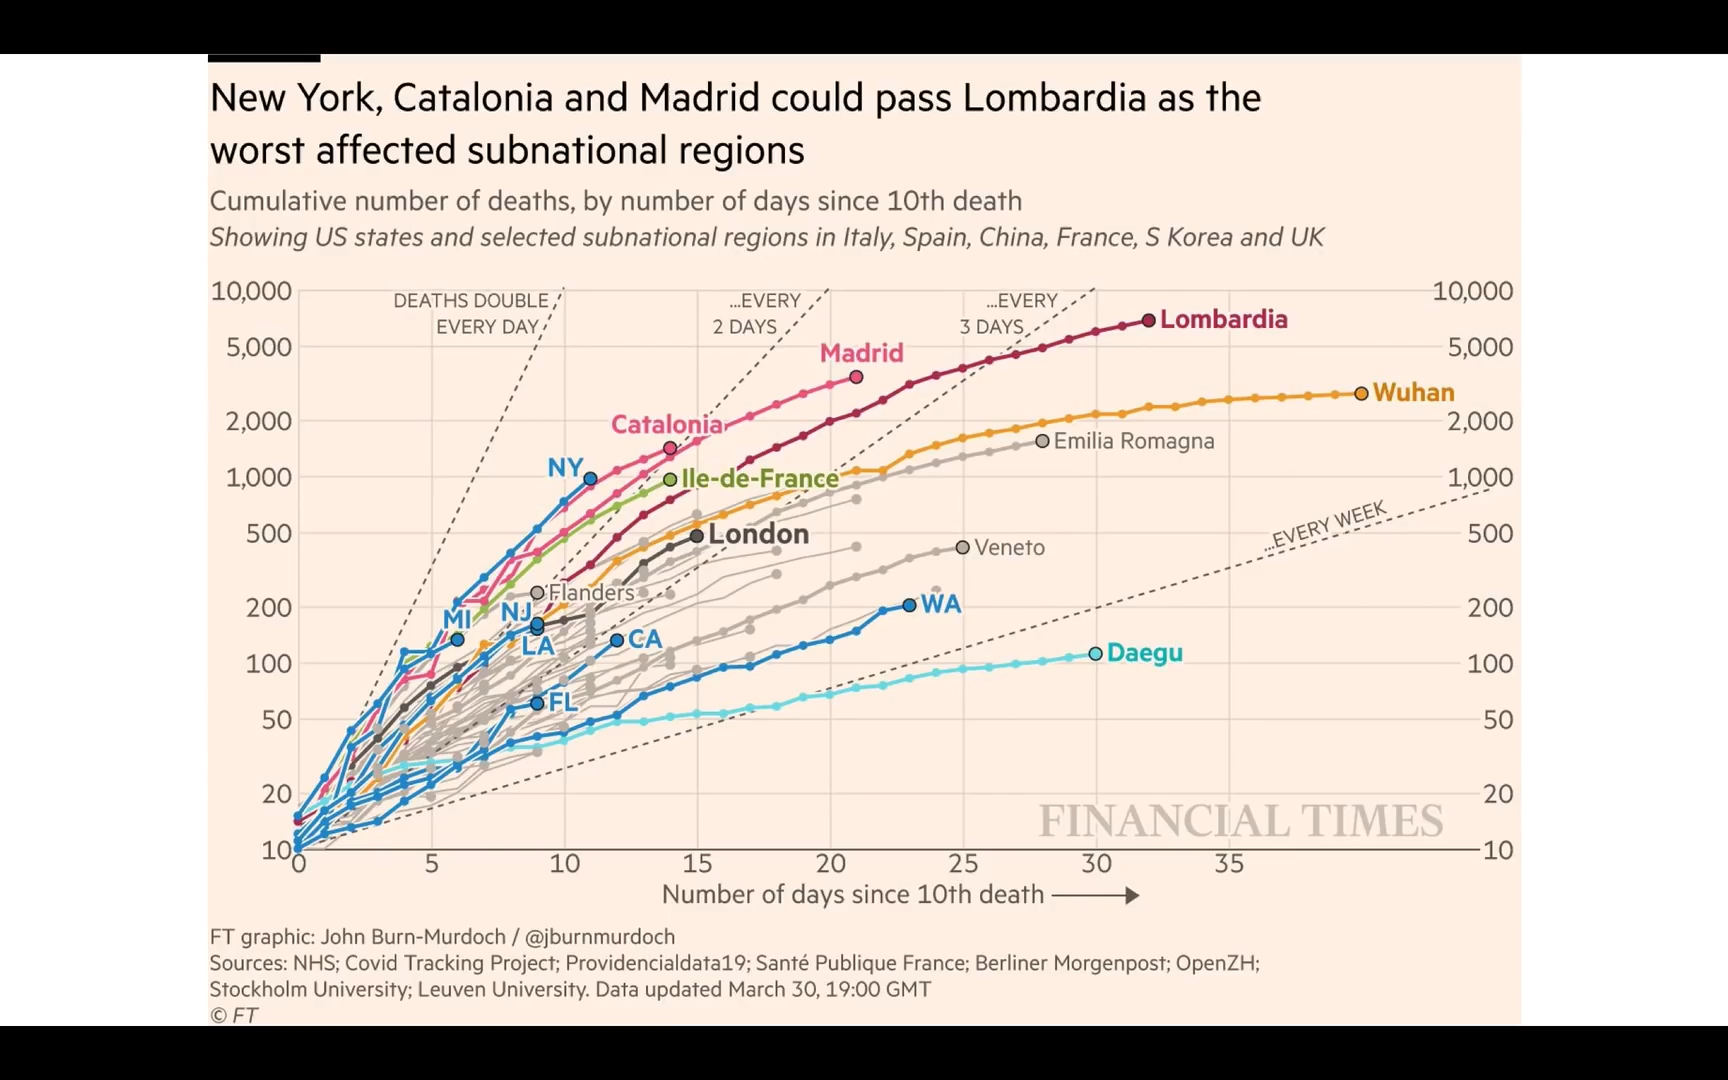 New York, Catalonia and Madrid could pass Lombardia as the
worst affected subnational regions
Cumulative number of deaths, by number of days since 10th death
Showing US states and selected subnational regions in Italy, Spain, China, France, S Korea and UK
10,000
DEATHS DOUBLE
EVERY DAY
...EVERY
2 DAYS
...EVERY
3 DAYS
10,000
Lombardia
5,000
5,000
Madrid
Wuhan
2,000
Catalonia
2,000
Emilia Romagna
NY
1,000
Ile-de-France
1,000
500
London
...EVERY WEEK
500
Veneto
Flanders
200
MI
NJ
WA
200
LA
CA
100
Daegu
100
50
FL
50
20
20
FINANCIAL TIMES
10
10
0
5
10
15
20
25
30
35
Number of days since 10th death
FT graphic: John Burn-Murdoch / @jburnmurdoch
Sources: NHS; Covid Tracking Project; Providencialdata19; Santé Publique France; Berliner Morgenpost; OpenZH;
Stockholm University; Leuven University. Data updated March 30, 19:00 GMT
© FT